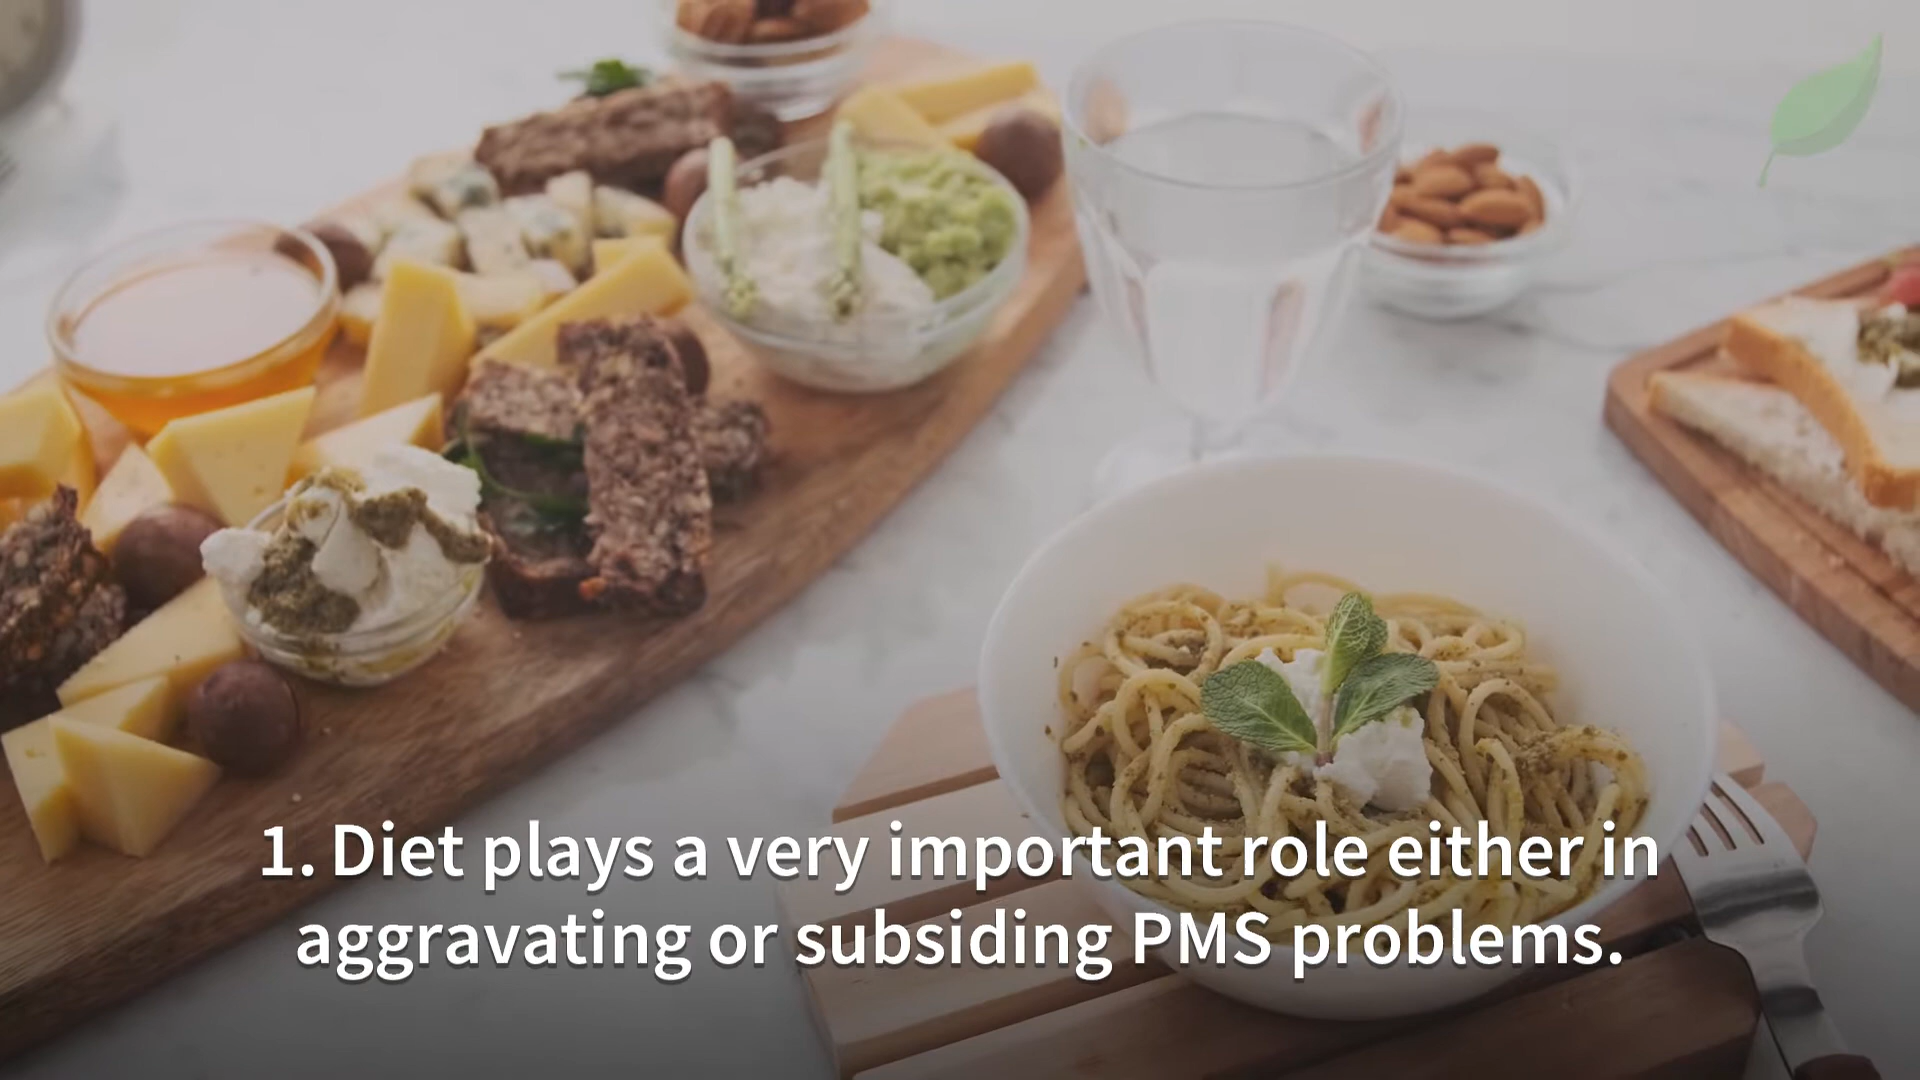 1. Diet plays a very important role either in
aggravating or subsiding PMS problems.